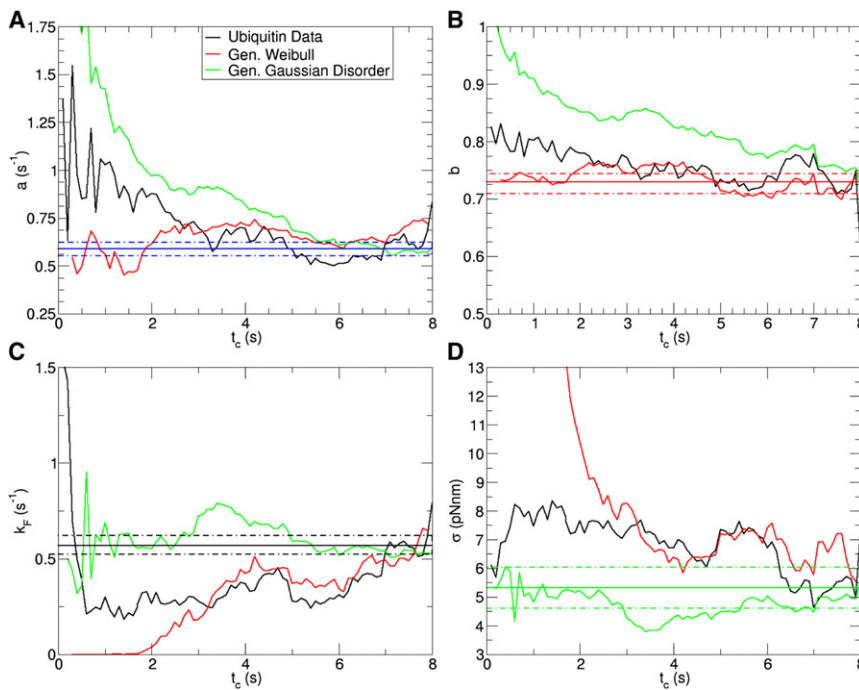 A
1.75
1.5
1.25
1
0.75
0.5
0.25
a (s⁻¹)
0 2 4 6 8
t_c (s)
Ubiquitin Data
Gen. Weibull
Gen. Gaussian Disorder
B
1
0.9
0.8
0.7
0.6
0.5
b
0 1 2 3 4 5 6 7 8
t_c (s)
C
1.5
1
0.5
0
k_F (s⁻¹)
0 2 4 6 8
t_c (s)
D
13
12
11
10
9
8
7
6
5
4
3
σ (pNnm)
0 2 4 6 8
t_c (s)